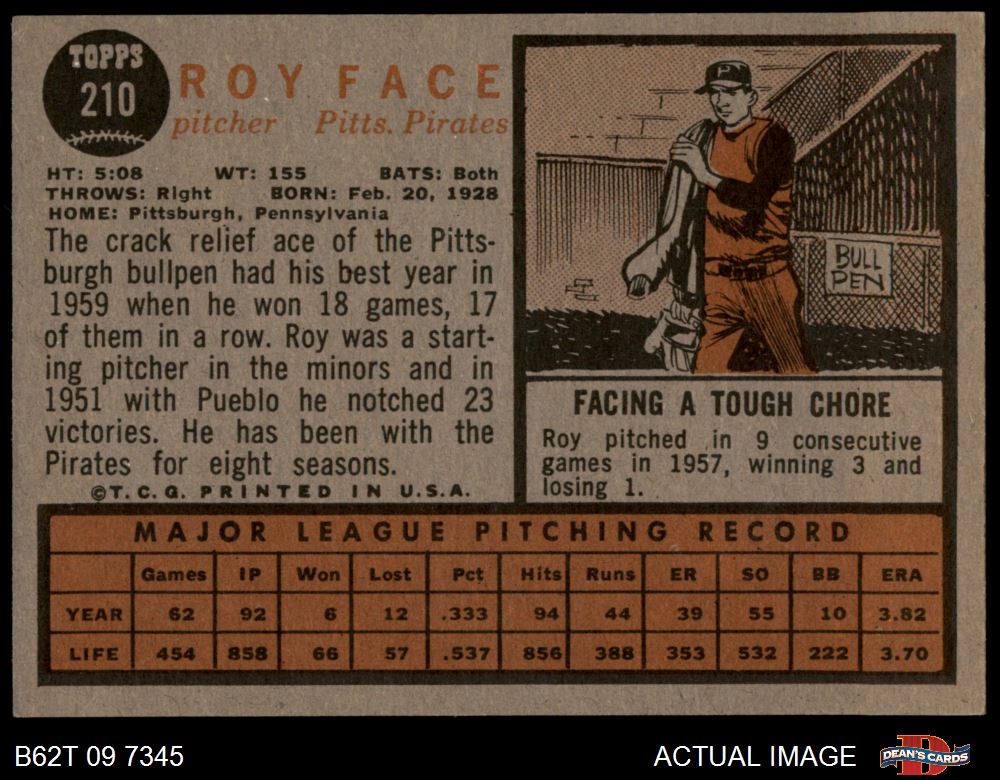 TOPPS
210
ROY FACE
pitcher Pitts. Pirates
HT: 5:08 WT: 155 BATS: Both
THROWS: Right BORN: Feb. 20, 1928
HOME: Pittsburgh, Pennsylvania
The crack relief ace of the Pitts-
burgh bullpen had his best year in
1959 when he won 18 games, 17
of them in a row. Roy was a start-
ing pitcher in the minors and in
1951 with Pueblo he notched 23
victories. He has been with the
Pirates for eight seasons.
©T.C.G. PRINTED IN U.S.A.
P
BULL
PEN
FACING A TOUGH CHORE
Roy pitched in 9 consecutive
games in 1957, winning 3 and
losing 1.
MAJOR LEAGUE PITCHING RECORD
Games IP Won Lost Pct Hits Runs ER SO BB ERA
YEAR 62 92 6 12 .333 94 44 39 55 10 3.82
LIFE 454 858 66 57 .537 856 388 353 532 222 3.70
B62T 09 7345 ACTUAL IMAGE
D
DEAN'S CARDS